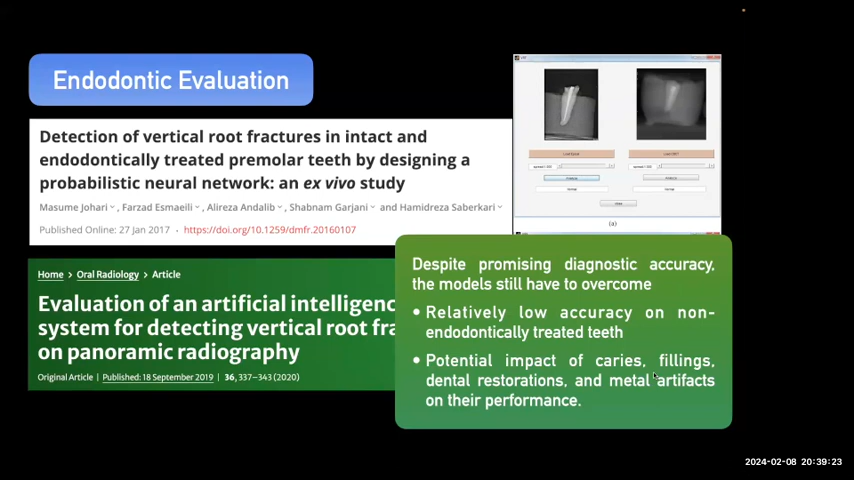 Endodontic Evaluation
Detection of vertical root fractures in intact and
endodontically treated premolar teeth by designing a
probabilistic neural network: an ex vivo study
Masume Johari, Farzad Esmaeili, Alireza Andalib, Shabnam Garjani and Hamidreza Saberkari
Published Online: 27 Jan 2017 • https://doi.org/10.1259/dmfr.20160107
(a)
Home > Oral Radiology > Article
Evaluation of an artificial intelligenc
system for detecting vertical root fra
on panoramic radiography
Original Article | Published: 18 September 2019 | 36, 337–343 (2020)
Despite promising diagnostic accuracy,
the models still have to overcome
• Relatively low accuracy on non-
endodontically treated teeth
• Potential impact of caries, fillings,
dental restorations, and metal artifacts
on their performance.
2024-02-08 20:39:23